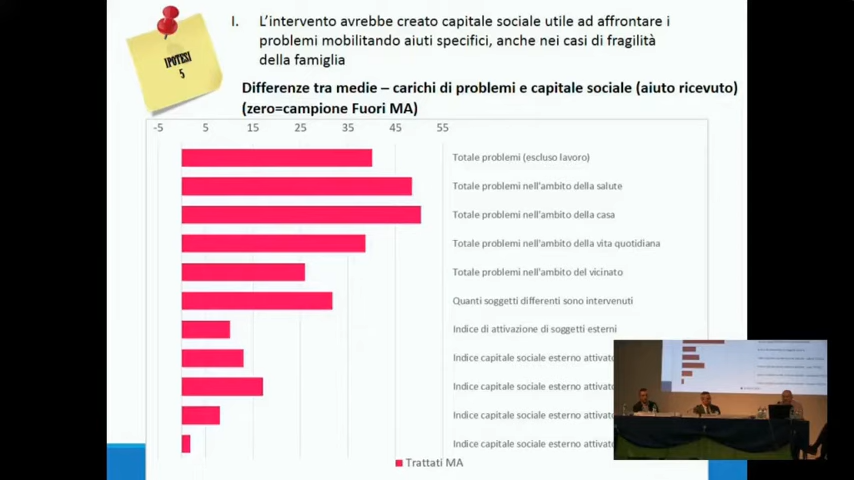 IPOTESI
5
I. L'intervento avrebbe creato capitale sociale utile ad affrontare i
problemi mobilitando aiuti specifici, anche nei casi di fragilità
della famiglia
Differenze tra medie – carichi di problemi e capitale sociale (aiuto ricevuto)
(zero=campione Fuori MA)
-5 5 15 25 35 45 55
Totale problemi (escluso lavoro)
Totale problemi nell'ambito della salute
Totale problemi nell'ambito della casa
Totale problemi nell'ambito della vita quotidiana
Totale problemi nell'ambito del vicinato
Quanti soggetti differenti sono intervenuti
Indice di attivazione di soggetti esterni
Indice capitale sociale esterno
Indice capitale sociale esterno
Indice capitale sociale esterno
Indice capitale sociale esterno
Trattati MA